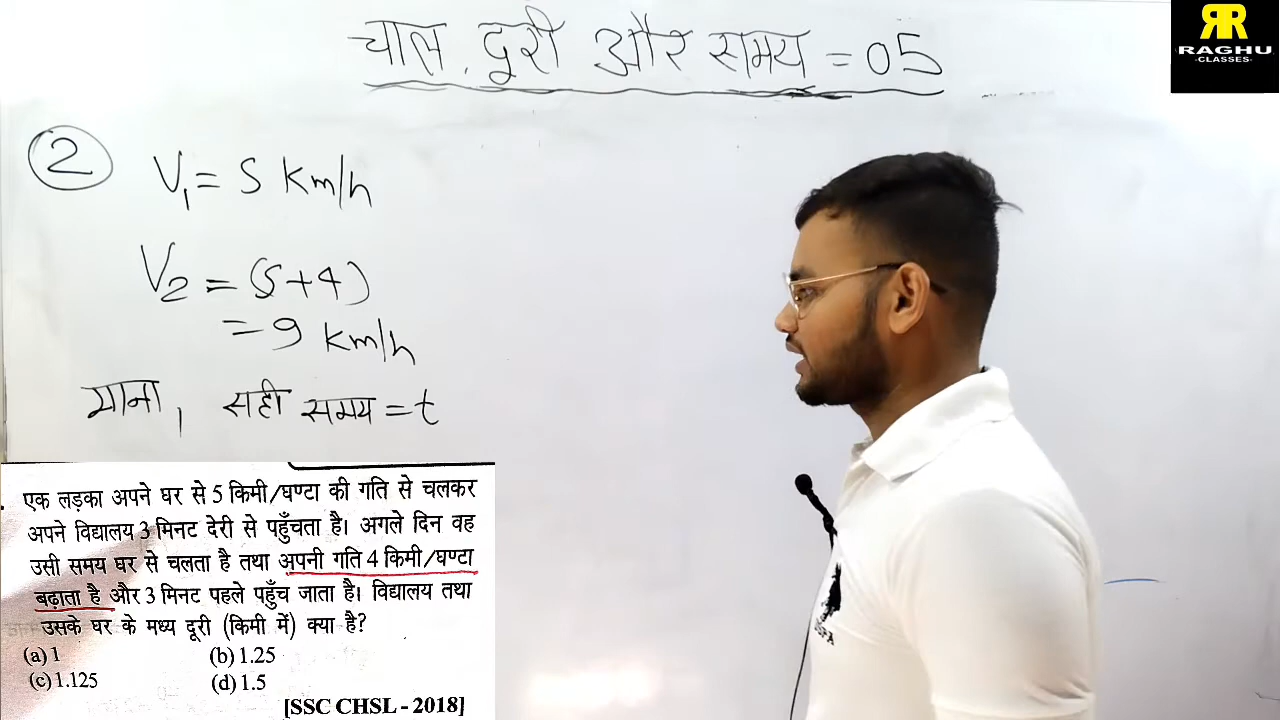 चाल, दूरी और समय = 05
RR
RAGHU
-CLASSES-
2
V₁ = 5 Km/h
V₂ = (5+4)
= 9 Km/h
माना, सही समय = t
एक लड़का अपने घर से 5 किमी/घण्टा की गति से चलकर
अपने विद्यालय 3 मिनट देरी से पहुँचता है। अगले दिन वह
उसी समय घर से चलता है तथा अपनी गति 4 किमी/घण्टा
बढ़ाता है और 3 मिनट पहले पहुँच जाता है। विद्यालय तथा
उसके घर के मध्य दूरी (किमी में) क्या है?
(a) 1 (b) 1.25
(c) 1.125 (d) 1.5
[SSC CHSL - 2018]